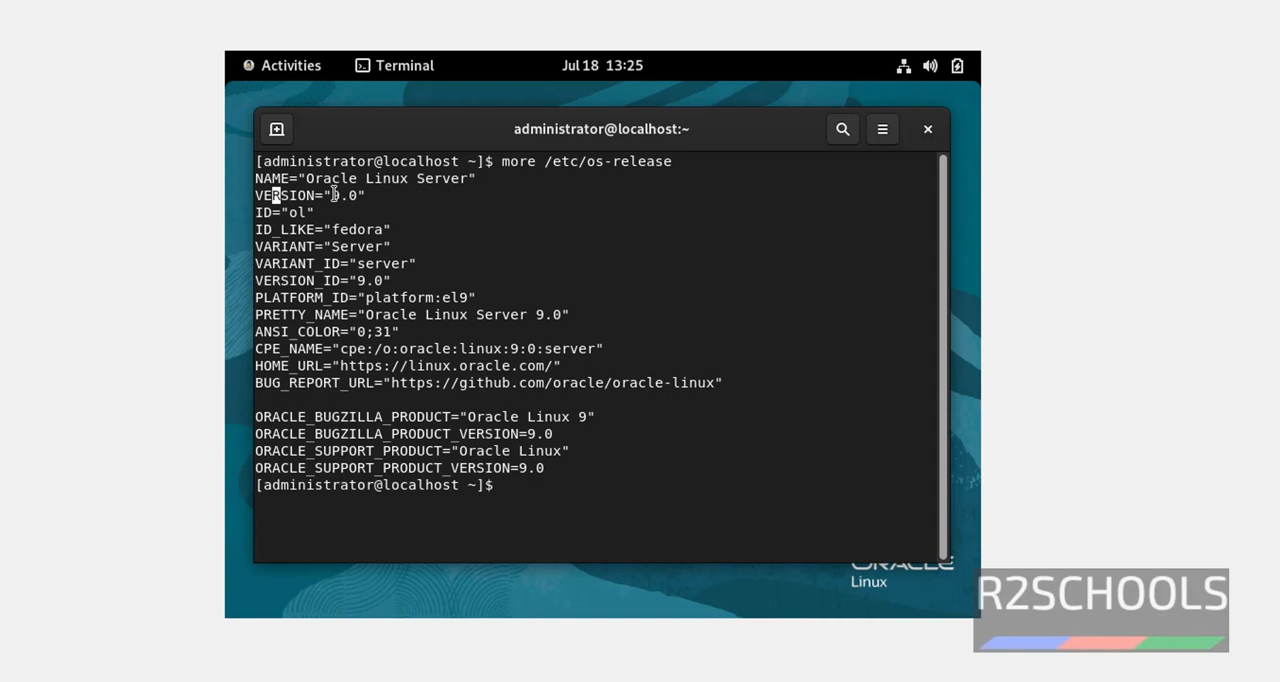 Activities Terminal Jul 18 13:25
administrator@localhost:~
[administrator@localhost ~]$ more /etc/os-release
NAME="Oracle Linux Server"
VERSION="9.0"
ID="ol"
ID_LIKE="fedora"
VARIANT="Server"
VARIANT_ID="server"
VERSION_ID="9.0"
PLATFORM_ID="platform:el9"
PRETTY_NAME="Oracle Linux Server 9.0"
ANSI_COLOR="0;31"
CPE_NAME="cpe:/o:oracle:linux:9:0:server"
HOME_URL="https://linux.oracle.com/"
BUG_REPORT_URL="https://github.com/oracle/oracle-linux"
ORACLE_BUGZILLA_PRODUCT="Oracle Linux 9"
ORACLE_BUGZILLA_PRODUCT_VERSION=9.0
ORACLE_SUPPORT_PRODUCT="Oracle Linux"
ORACLE_SUPPORT_PRODUCT_VERSION=9.0
[administrator@localhost ~]$
ORACLE
Linux
R2SCHOOLS